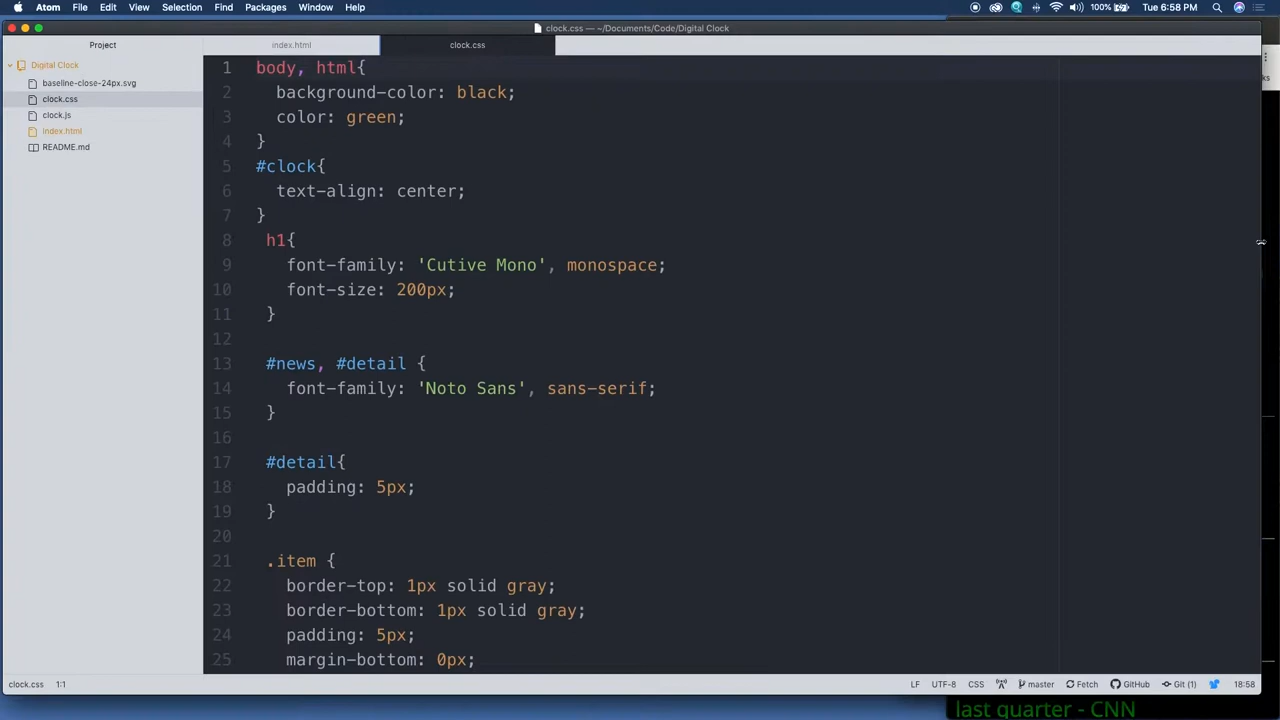 Atom File Edit View Selection Find Packages Window Help 100% Tue 6:58 PM
clock.css — ~/Documents/Code/Digital Clock
Project index.html clock.css
Digital Clock
baseline-close-24px.svg
clock.css
clock.js
index.html
README.md
1 body, html{
2 background-color: black;
3 color: green;
4 }
5 #clock{
6 text-align: center;
7 }
8 h1{
9 font-family: 'Cutive Mono', monospace;
10 font-size: 200px;
11 }
12
13 #news, #detail {
14 font-family: 'Noto Sans', sans-serif;
15 }
16
17 #detail{
18 padding: 5px;
19 }
20
21 .item {
22 border-top: 1px solid gray;
23 border-bottom: 1px solid gray;
24 padding: 5px;
25 margin-bottom: 0px;
clock.css 1:1 LF UTF-8 CSS master Fetch GitHub Git (1) 18:58
last quarter - CNN